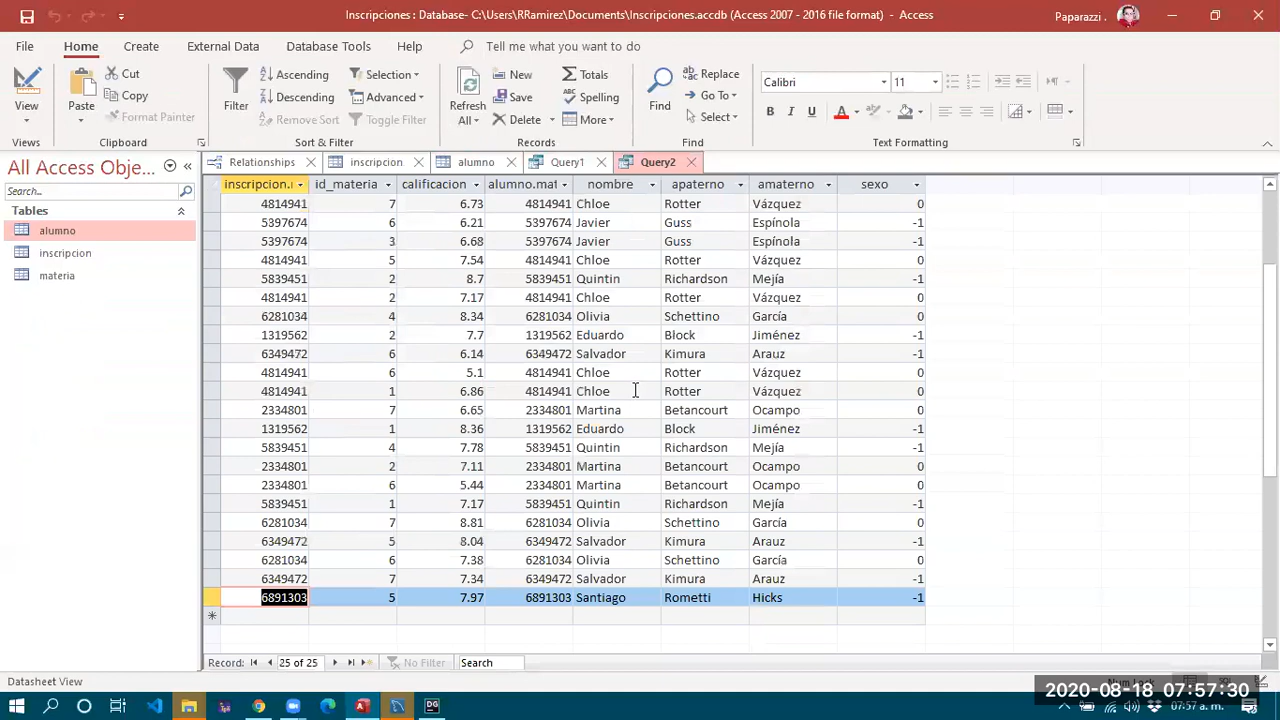 Inscripciones : Database- C:\Users\RRamirez\Documents\Inscripciones.accdb (Access 2007 - 2016 file format) - Access
Paparazzi .
File Home Create External Data Database Tools Help Tell me what you want to do
View
Views
Paste
Cut
Copy
Format Painter
Clipboard
Filter
Ascending
Descending
Remove Sort
Selection
Advanced
Toggle Filter
Sort & Filter
Refresh
All
New
Save
Delete
Totals
Spelling
More
Records
Find
Replace
Go To
Select
Find
Calibri 11
B I U
Text Formatting
All Access Obje...
Search...
Tables
alumno
inscripcion
materia
Relationships inscripcion alumno Query1 Query2
inscripcion.( id_materia calificacion alumno.mat nombre apaterno amaterno sexo
4814941 7 6.73 4814941 Chloe Rotter Vázquez 0
5397674 6 6.21 5397674 Javier Guss Espínola -1
5397674 3 6.68 5397674 Javier Guss Espínola -1
4814941 5 7.54 4814941 Chloe Rotter Vázquez 0
5839451 2 8.7 5839451 Quintin Richardson Mejía -1
4814941 2 7.17 4814941 Chloe Rotter Vázquez 0
6281034 4 8.34 6281034 Olivia Schettino García 0
1319562 2 7.7 1319562 Eduardo Block Jiménez -1
6349472 6 6.14 6349472 Salvador Kimura Arauz -1
4814941 6 5.1 4814941 Chloe Rotter Vázquez 0
4814941 1 6.86 4814941 Chloe Rotter Vázquez 0
2334801 7 6.65 2334801 Martina Betancourt Ocampo 0
1319562 1 8.36 1319562 Eduardo Block Jiménez -1
5839451 4 7.78 5839451 Quintin Richardson Mejía -1
2334801 2 7.11 2334801 Martina Betancourt Ocampo 0
2334801 6 5.44 2334801 Martina Betancourt Ocampo 0
5839451 1 7.17 5839451 Quintin Richardson Mejía -1
6281034 7 8.81 6281034 Olivia Schettino García 0
6349472 5 8.04 6349472 Salvador Kimura Arauz -1
6281034 6 7.38 6281034 Olivia Schettino García 0
6349472 7 7.34 6349472 Salvador Kimura Arauz -1
6891303 5 7.97 6891303 Santiago Rometti Hicks -1
Record: 25 of 25 No Filter Search
Datasheet View
2020-08-18 07:57:30
07:57 a. m.